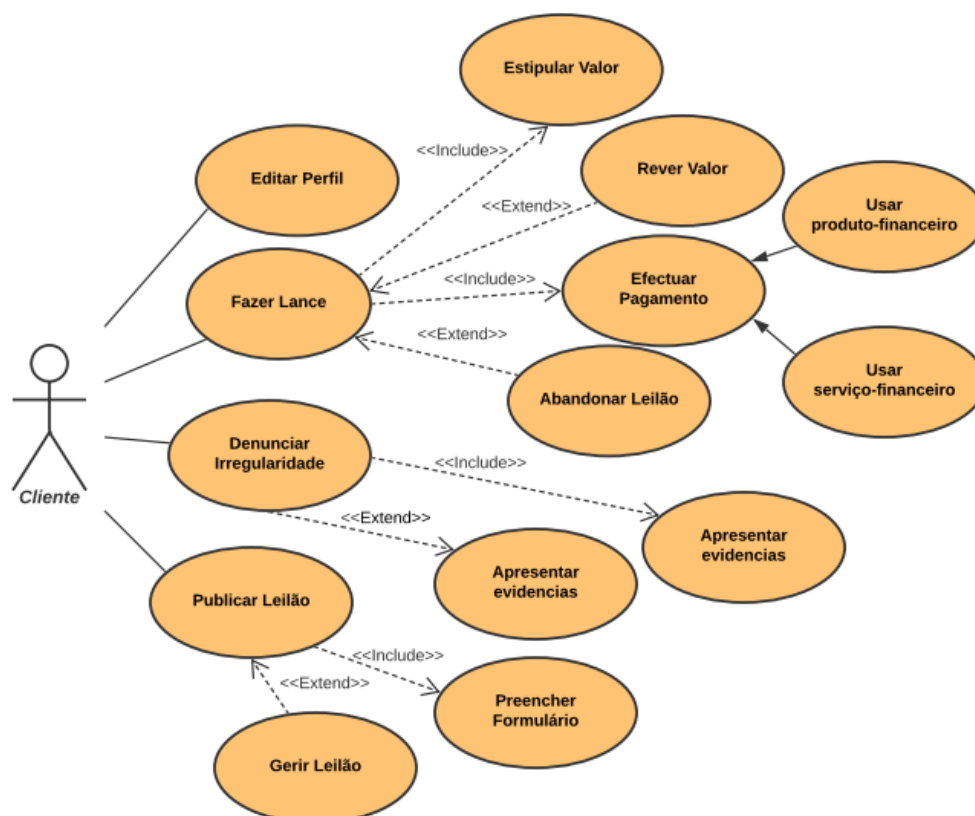 Estipular Valor
<<Include>>
Rever Valor
Editar Perfil
<<Extend>>
Usar
produto-financeiro
<<Include>>
Efectuar
Pagamento
Fazer Lance
<<Extend>>
Usar
serviço-financeiro
Abandonar Leilão
Denunciar
Irregularidade
<<Include>>
Cliente
<<Extend>>
Apresentar
evidencias
Apresentar
evidencias
Publicar Leilão
<<Include>>
<<Extend>>
Preencher
Formulário
Gerir Leilão